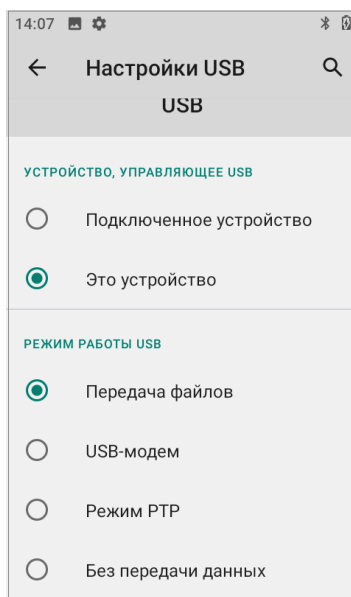 14:07
Настройки USB
USB
УСТРОЙСТВО, УПРАВЛЯЮЩЕЕ USB
Подключенное устройство
Это устройство
РЕЖИМ РАБОТЫ USB
Передача файлов
USB-модем
Режим PTP
Без передачи данных